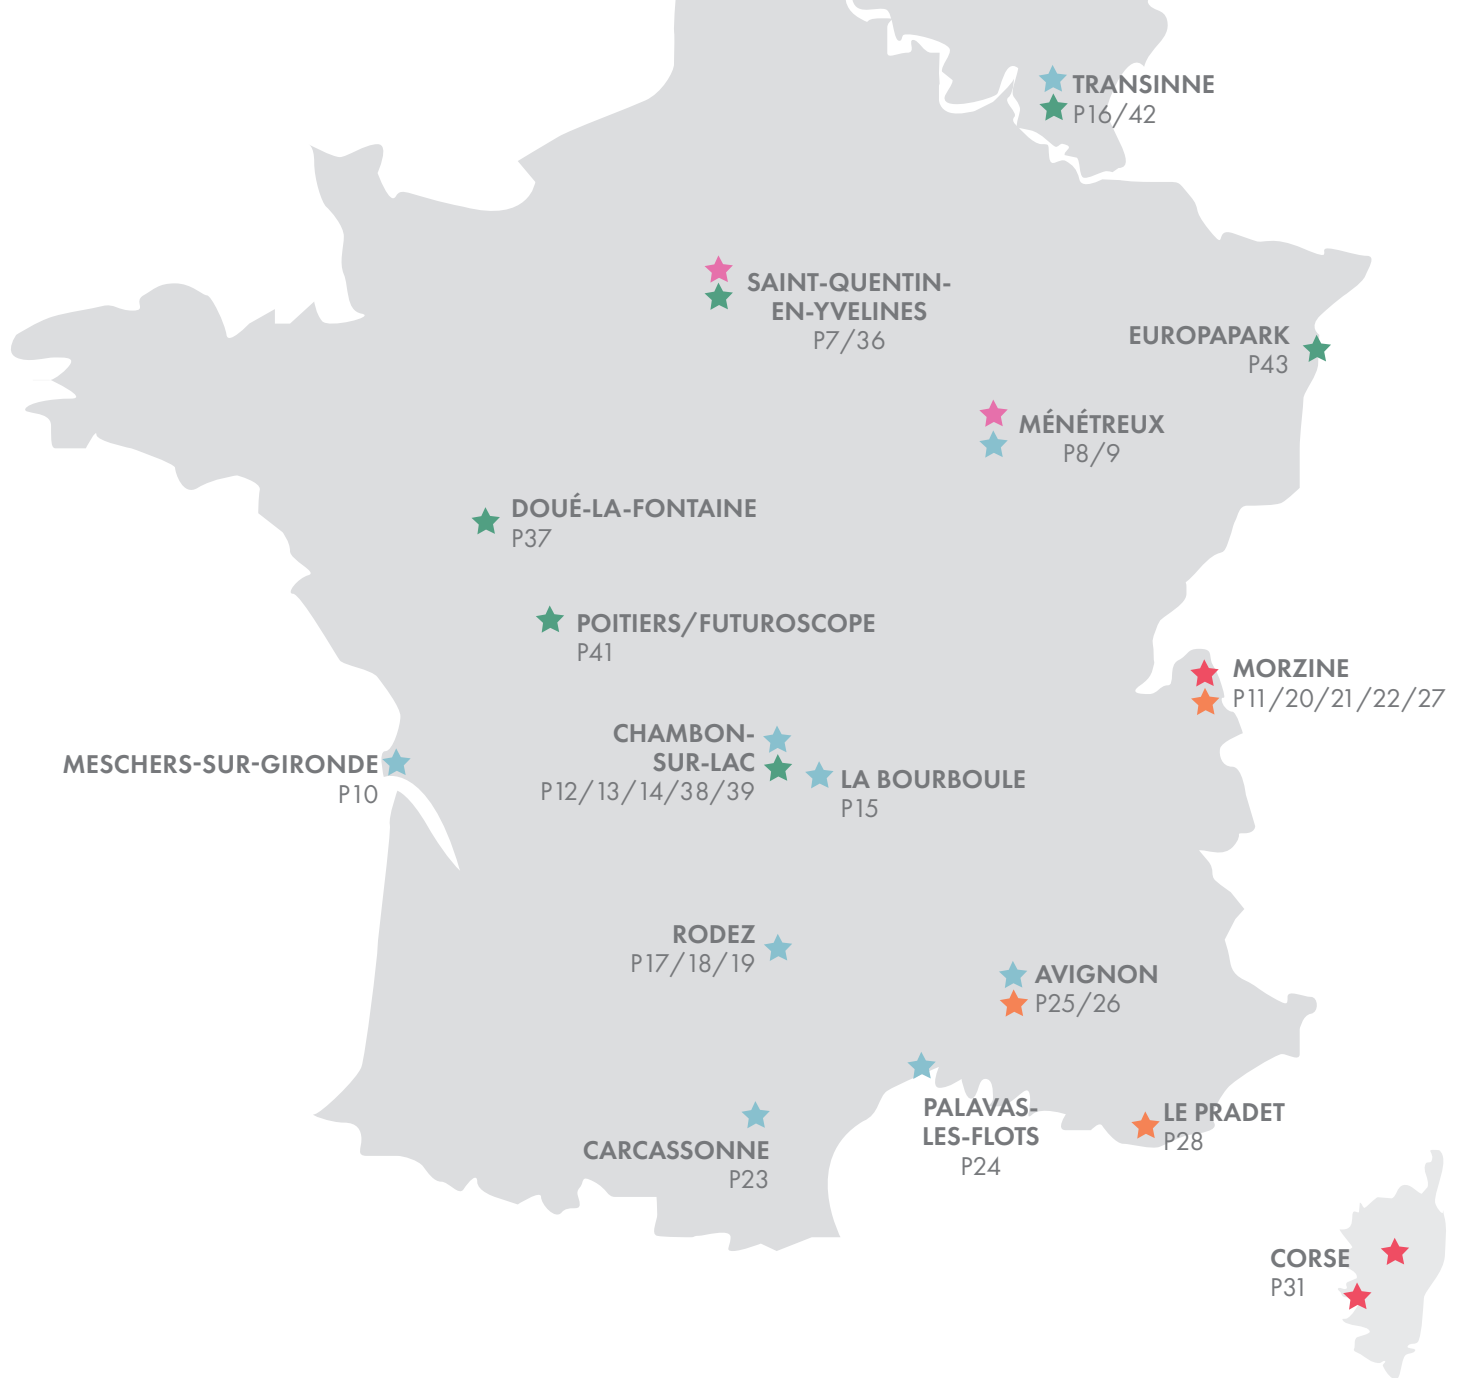 TRANSINNE
P16/42
SAINT-QUENTIN-
EN-YVELINES
P7/36
EUROPAPARK
P43
MÉNÉTREUX
P8/9
DOUÉ-LA-FONTAINE
P37
POITIERS/FUTUROSCOPE
P41
MORZINE
P11/20/21/22/27
CHAMBON-
SUR-LAC
P12/13/14/38/39
MESCHERS-SUR-GIRONDE
P10
LA BOURBOULE
P15
RODEZ
P17/18/19
AVIGNON
P25/26
PALAVAS-
LES-FLOTS
P24
LE PRADET
P28
CARCASSONNE
P23
CORSE
P31